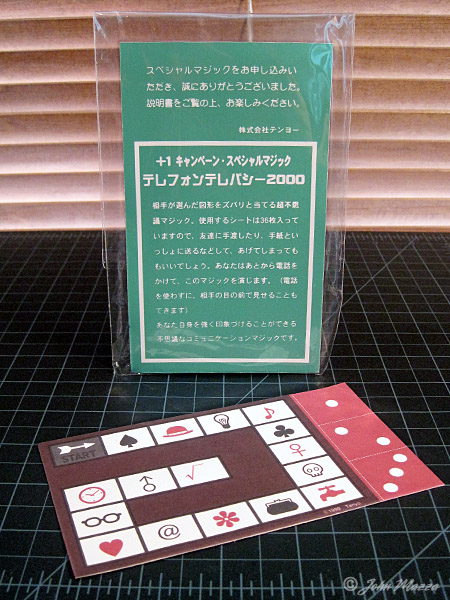 スペシャルマジックをお申し込みい
ただき、誠にありがとうございました。
説明書をご覧の上、お楽しみください。
株式会社テンヨー
+1 キャンペーン・スペシャルマジック
テレフォンテレパシー2000
相手が選んだ図形をズバリと当てる超不思
議マジック。使用するシートは36枚入って
いますので、友達に手渡したり、手紙とい
っしょに送るなどして、あげてしまっても
もいいでしょう。あなたはあとから電話を
かけて、このマジックを演じます。（電話
を使わずに、相手の目の前で見せることも
できます）
あなた自身を強く印象づけることができる
不思議なコミュニケーションマジックです。
START
@
© 1999 Tenyo
© John Mazza